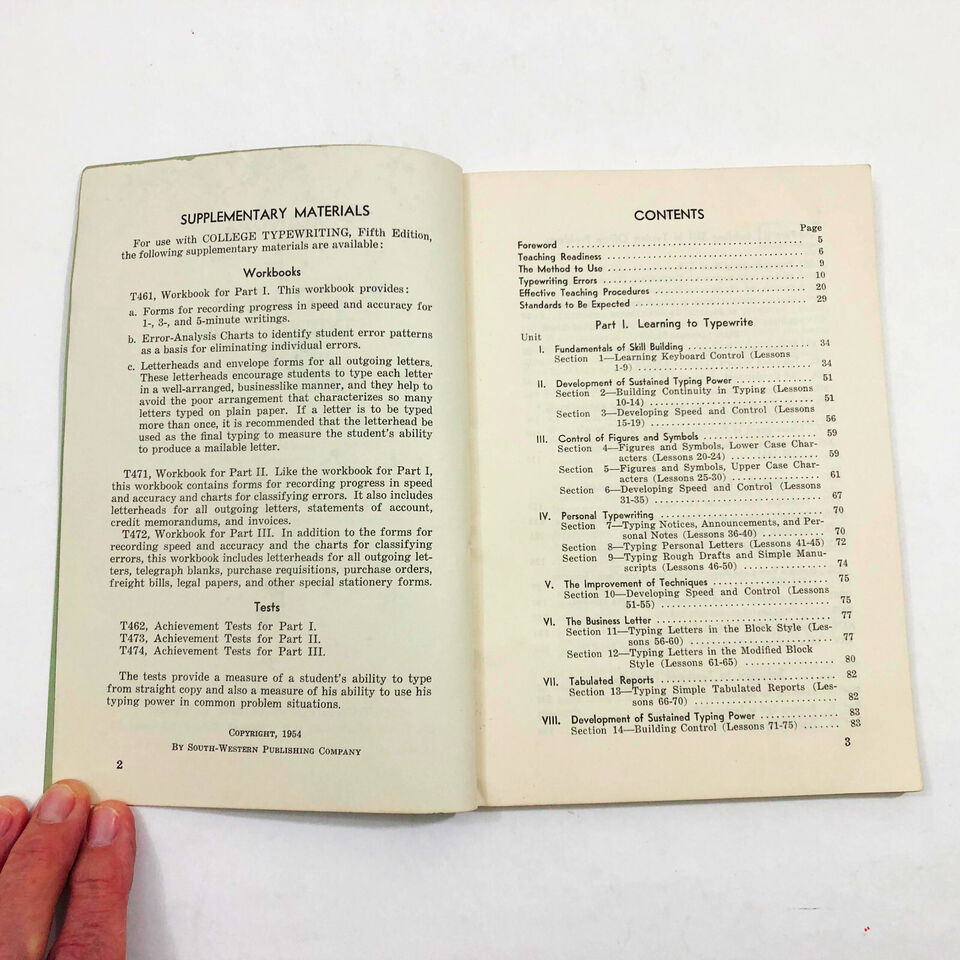 SUPPLEMENTARY MATERIALS
For use with COLLEGE TYPEWRITING, Fifth Edition,
the following supplementary materials are available:
Workbooks
T461, Workbook for Part I. This workbook provides:
a. Forms for recording progress in speed and accuracy for
1-, 3-, and 5-minute writings.
b. Error-Analysis Charts to identify student error patterns
as a basis for eliminating individual errors.
c. Letterheads and envelope forms for all outgoing letters.
These letterheads encourage students to type each letter
in a well-arranged, businesslike manner, and they help to
avoid the poor arrangement that characterizes so many
letters typed on plain paper. If a letter is to be typed
more than once, it is recommended that the letterhead be
used as the final typing to measure the student's ability
to produce a mailable letter.
T471, Workbook for Part II. Like the workbook for Part I,
this workbook contains forms for recording progress in speed
and accuracy and charts for classifying errors. It also includes
letterheads for all outgoing letters, statements of account,
credit memorandums, and invoices.
T472, Workbook for Part III. In addition to the forms for
recording speed and accuracy and the charts for classifying
errors, this workbook includes letterheads for all outgoing let-
ters, telegraph blanks, purchase requisitions, purchase orders,
freight bills, legal papers, and other special stationery forms.
Tests
T462, Achievement Tests for Part I.
T473, Achievement Tests for Part II.
T474, Achievement Tests for Part III.
The tests provide a measure of a student's ability to type
from straight copy and also a measure of his ability to use his
typing power in common problem situations.
COPYRIGHT, 1954
BY SOUTH-WESTERN PUBLISHING COMPANY
2
CONTENTS
Page
Foreword ........ 5
Teaching Readiness ........ 6
The Method to Use ........ 9
Typewriting Errors ........ 10
Effective Teaching Procedures ........ 20
Standards to Be Expected ........ 29
Part I. Learning to Typewrite
Unit
I. Fundamentals of Skill Building ........ 34
Section 1—Learning Keyboard Control (Lessons
1-9) ........ 34
II. Development of Sustained Typing Power ........ 51
Section 2—Building Continuity in Typing (Lessons
10-14) ........ 51
Section 3—Developing Speed and Control (Lessons
15-19) ........ 56
III. Control of Figures and Symbols ........ 59
Section 4—Figures and Symbols, Lower Case Char-
acters (Lessons 20-24) ........ 59
Section 5—Figures and Symbols, Upper Case Char-
acters (Lessons 25-30) ........ 61
Section 6—Developing Speed and Control (Lessons
31-35) ........ 67
IV. Personal Typewriting ........ 70
Section 7—Typing Notices, Announcements, and Per-
sonal Notes (Lessons 36-40) ........ 70
Section 8—Typing Personal Letters (Lessons 41-45) 72
Section 9—Typing Rough Drafts and Simple Manu-
scripts (Lessons 46-50) ........ 74
V. The Improvement of Techniques ........ 75
Section 10—Developing Speed and Control (Lessons
51-55) ........ 75
VI. The Business Letter ........ 77
Section 11—Typing Letters in the Block Style (Les-
sons 56-60) ........ 77
Section 12—Typing Letters in the Modified Block
Style (Lessons 61-65) ........ 80
VII. Tabulated Reports ........ 82
Section 13—Typing Simple Tabulated Reports (Les-
sons 66-70) ........ 82
VIII. Development of Sustained Typing Power ........ 83
Section 14—Building Control (Lessons 71-75) ....... 83
3